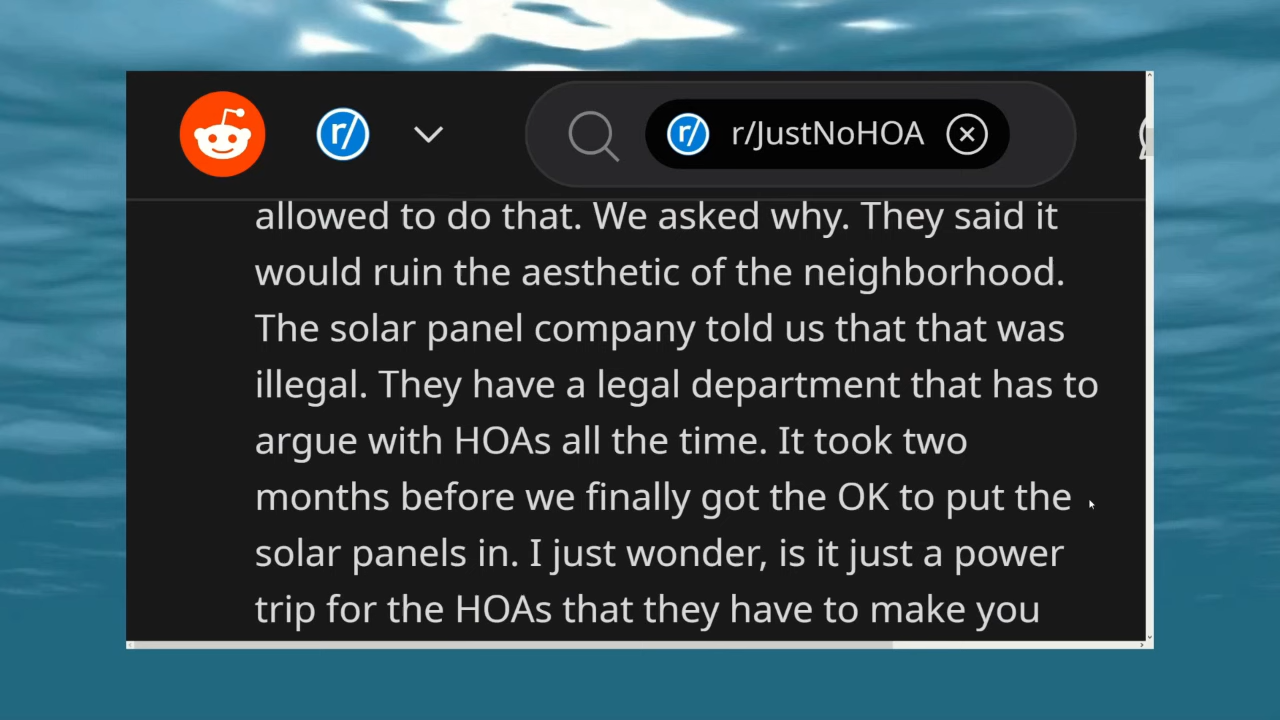 r/
r/
r/JustNoHOA
allowed to do that. We asked why. They said it
would ruin the aesthetic of the neighborhood.
The solar panel company told us that that was
illegal. They have a legal department that has to
argue with HOAs all the time. It took two
months before we finally got the OK to put the
solar panels in. I just wonder, is it just a power
trip for the HOAs that they have to make you